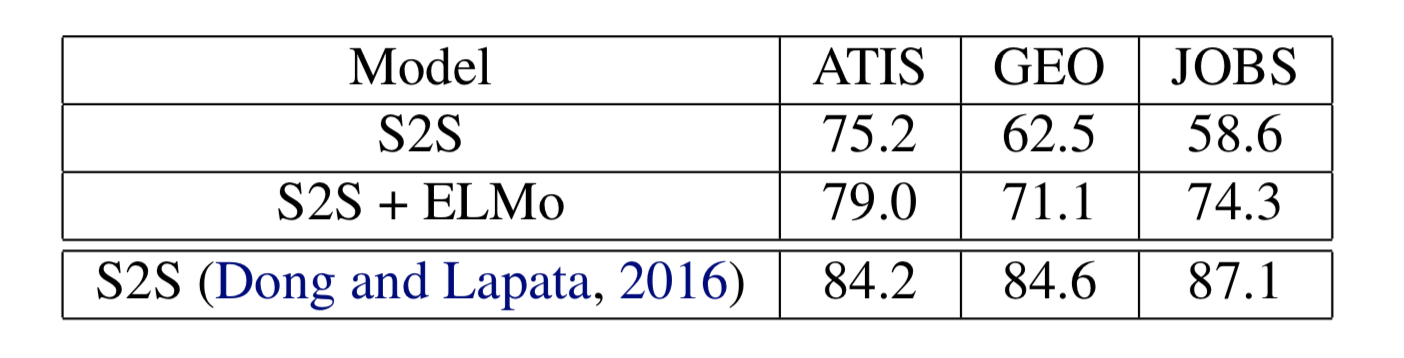 Model ATIS GEO JOBS
S2S 75.2 62.5 58.6
S2S + ELMo 79.0 71.1 74.3
S2S (Dong and Lapata, 2016) 84.2 84.6 87.1